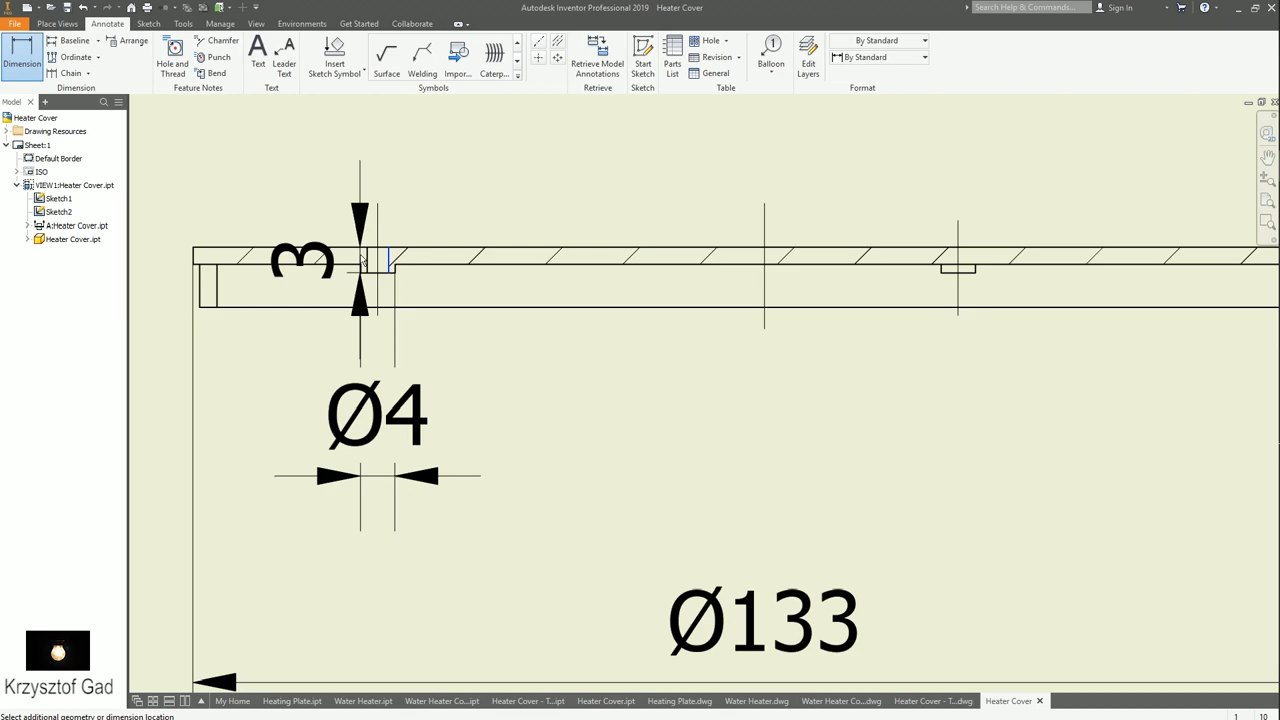 Autodesk Inventor Professional 2019   Heater Cover
Search Help & Commands...
Sign In
File
Place Views
Annotate
Sketch
Tools
Manage
View
Environments
Get Started
Collaborate
Dimension
Baseline
Ordinate
Chain
Arrange
Dimension
Hole and
Thread
Chamfer
Punch
Bend
Feature Notes
Text
Leader
Text
Text
Insert
Sketch Symbol
Surface
Welding
Impor...
Caterp...
Symbols
Retrieve Model
Annotations
Retrieve
Start
Sketch
Sketch
Parts
List
Hole
Revision
General
Table
Balloon
1
Edit
Layers
By Standard
By Standard
Format
Model
Heater Cover
Drawing Resources
Sheet:1
Default Border
ISO
VIEW1:Heater Cover.ipt
Sketch1
Sketch2
A:Heater Cover.ipt
Heater Cover.ipt
3
Ø4
Ø133
Krzysztof Gad
My Home
Heating Plate.ipt
Water Heater.ipt
Water Heater Co...ipt
Heater Cover - T...ipt
Heater Cover.ipt
Heating Plate.dwg
Water Heater.dwg
Water Heater Co...dwg
Heater Cover - T...dwg
Heater Cover
Select additional geometry or dimension location
1
10